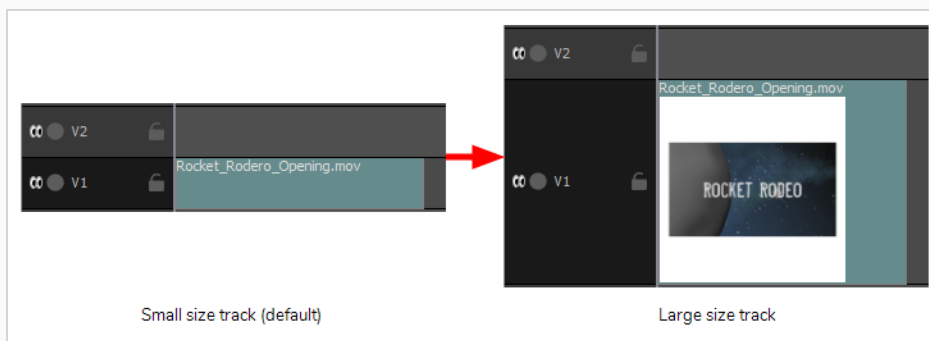 V2
Rocket_Rodero_Opening.mov
V1
V2
Rocket_Rodero_Opening.mov
V1
ROCKET RODEO
Small size track (default)
Large size track